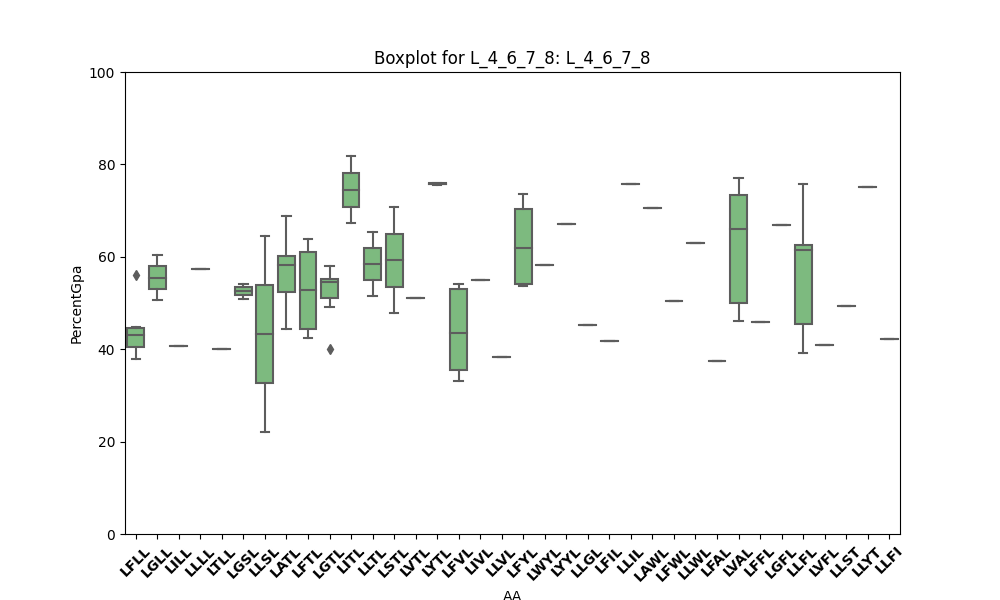 Boxplot for L_4_6_7_8: L_4_6_7_8
PercentGpa
100
80
60
40
20
0
LFLL LGLL LILL LLLL LTLL LGSL LLSL LATL LFTL LGTL LITL LLTL LSTL LVTL LYTL LFVL LIVL LLVL LFYL LWYL LYYL LLGL LFIL LLIL LAWL LFWL LLWL LFAL LVAL LFFL LGFL LLFL LVFL LLST LLYT LLFI
AA